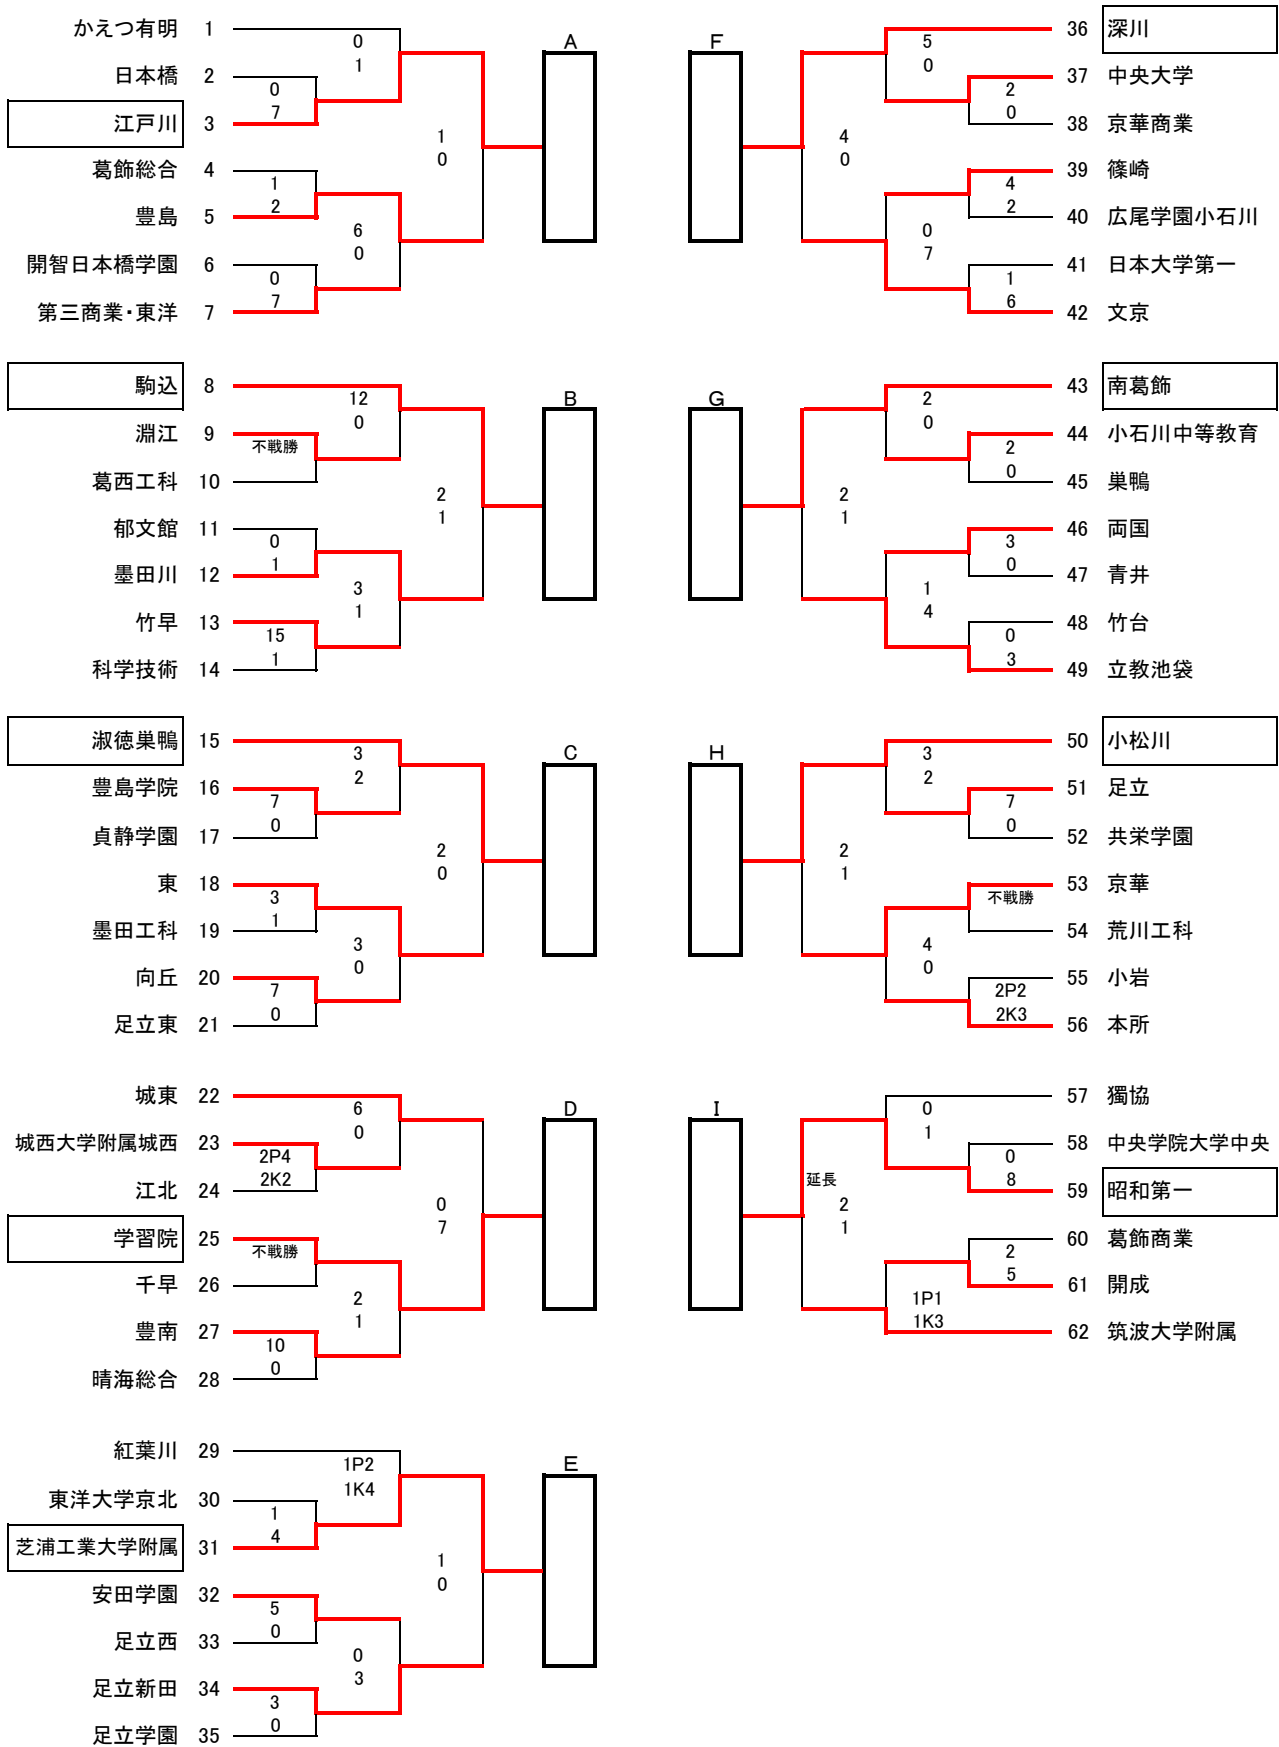 A
かえつ有明 1
0
1
日本橋 2
0
7
江戸川 3
1
0
葛飾総合 4
1
2
豊島 5
6
0
開智日本橋学園 6
0
7
第三商業・東洋 7
B
駒込 8
12
0
淵江 9
不戦勝
葛西工科 10
2
1
郁文館 11
0
1
墨田川 12
3
1
竹早 13
15
1
科学技術 14
C
淑徳巣鴨 15
3
2
豊島学院 16
7
0
貞静学園 17
2
0
東 18
3
1
墨田工科 19
3
0
向丘 20
7
0
足立東 21
D
城東 22
6
0
城西大学附属城西 23
2P4
2K2
江北 24
0
7
学習院 25
不戦勝
千早 26
2
1
豊南 27
10
0
晴海総合 28
E
紅葉川 29
1P2
1K4
東洋大学京北 30
1
4
芝浦工業大学附属 31
1
0
安田学園 32
5
0
足立西 33
0
3
足立新田 34
3
0
足立学園 35
F
36 深川
5
0
37 中央大学
2
0
38 京華商業
4
0
39 篠崎
4
2
40 広尾学園小石川
0
7
41 日本大学第一
1
6
42 文京
G
43 南葛飾
2
0
44 小石川中等教育
2
0
45 巣鴨
2
1
46 両国
3
0
47 青井
1
4
48 竹台
0
3
49 立教池袋
H
50 小松川
3
2
51 足立
7
0
52 共栄学園
2
1
53 京華
不戦勝
54 荒川工科
4
0
55 小岩
2P2
2K3
56 本所
I
57 獨協
0
1
58 中央学院大学中央
0
8
59 昭和第一
延長
2
1
60 葛飾商業
2
5
61 開成
1P1
1K3
62 筑波大学附属